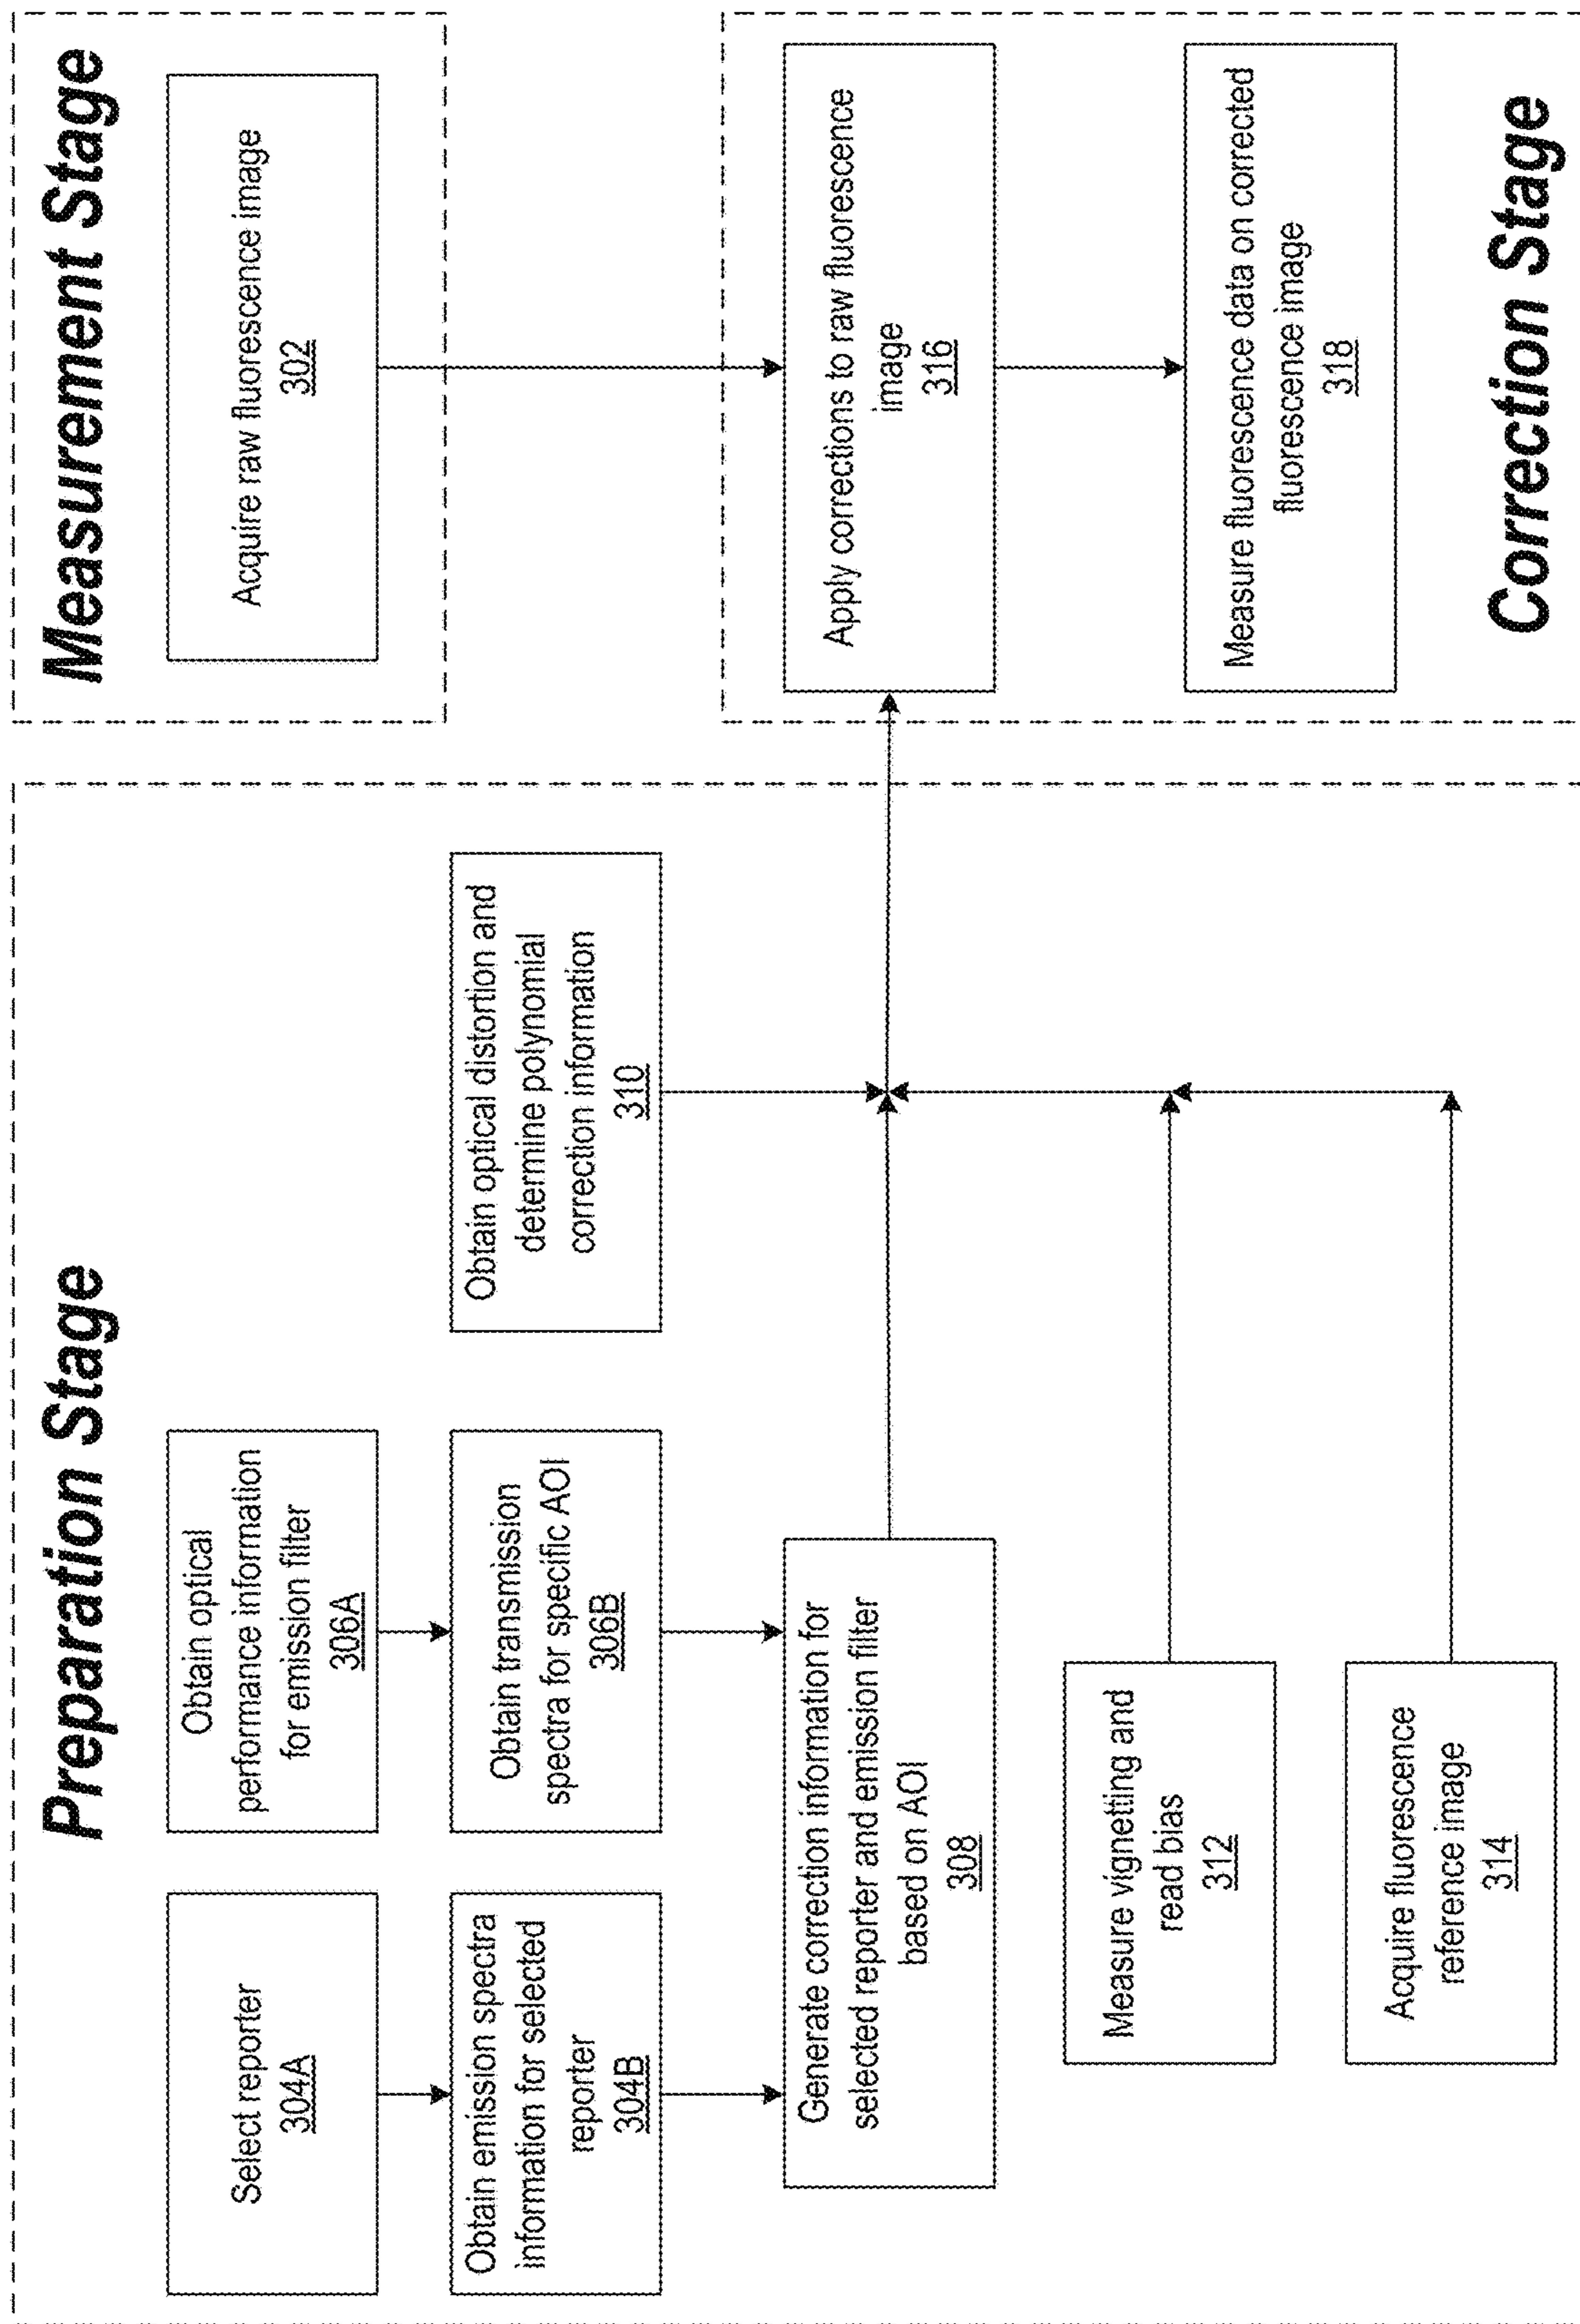 Preparation Stage
Select reporter
304A
Obtain emission spectra
information for selected
reporter
304B
Obtain optical
performance information
for emission filter
306A
Obtain transmission
spectra for specific AOI
306B
Generate correction information for
selected reporter and emission filter
based on AOI
308
Obtain optical distortion and
determine polynomial
correction information
310
Measure vignetting and
read bias
312
Acquire fluorescence
reference image
314
Measurement Stage
Acquire raw fluorescence image
302
Apply corrections to raw fluorescence
image
316
Measure fluorescence data on corrected
fluorescence image
318
Correction Stage